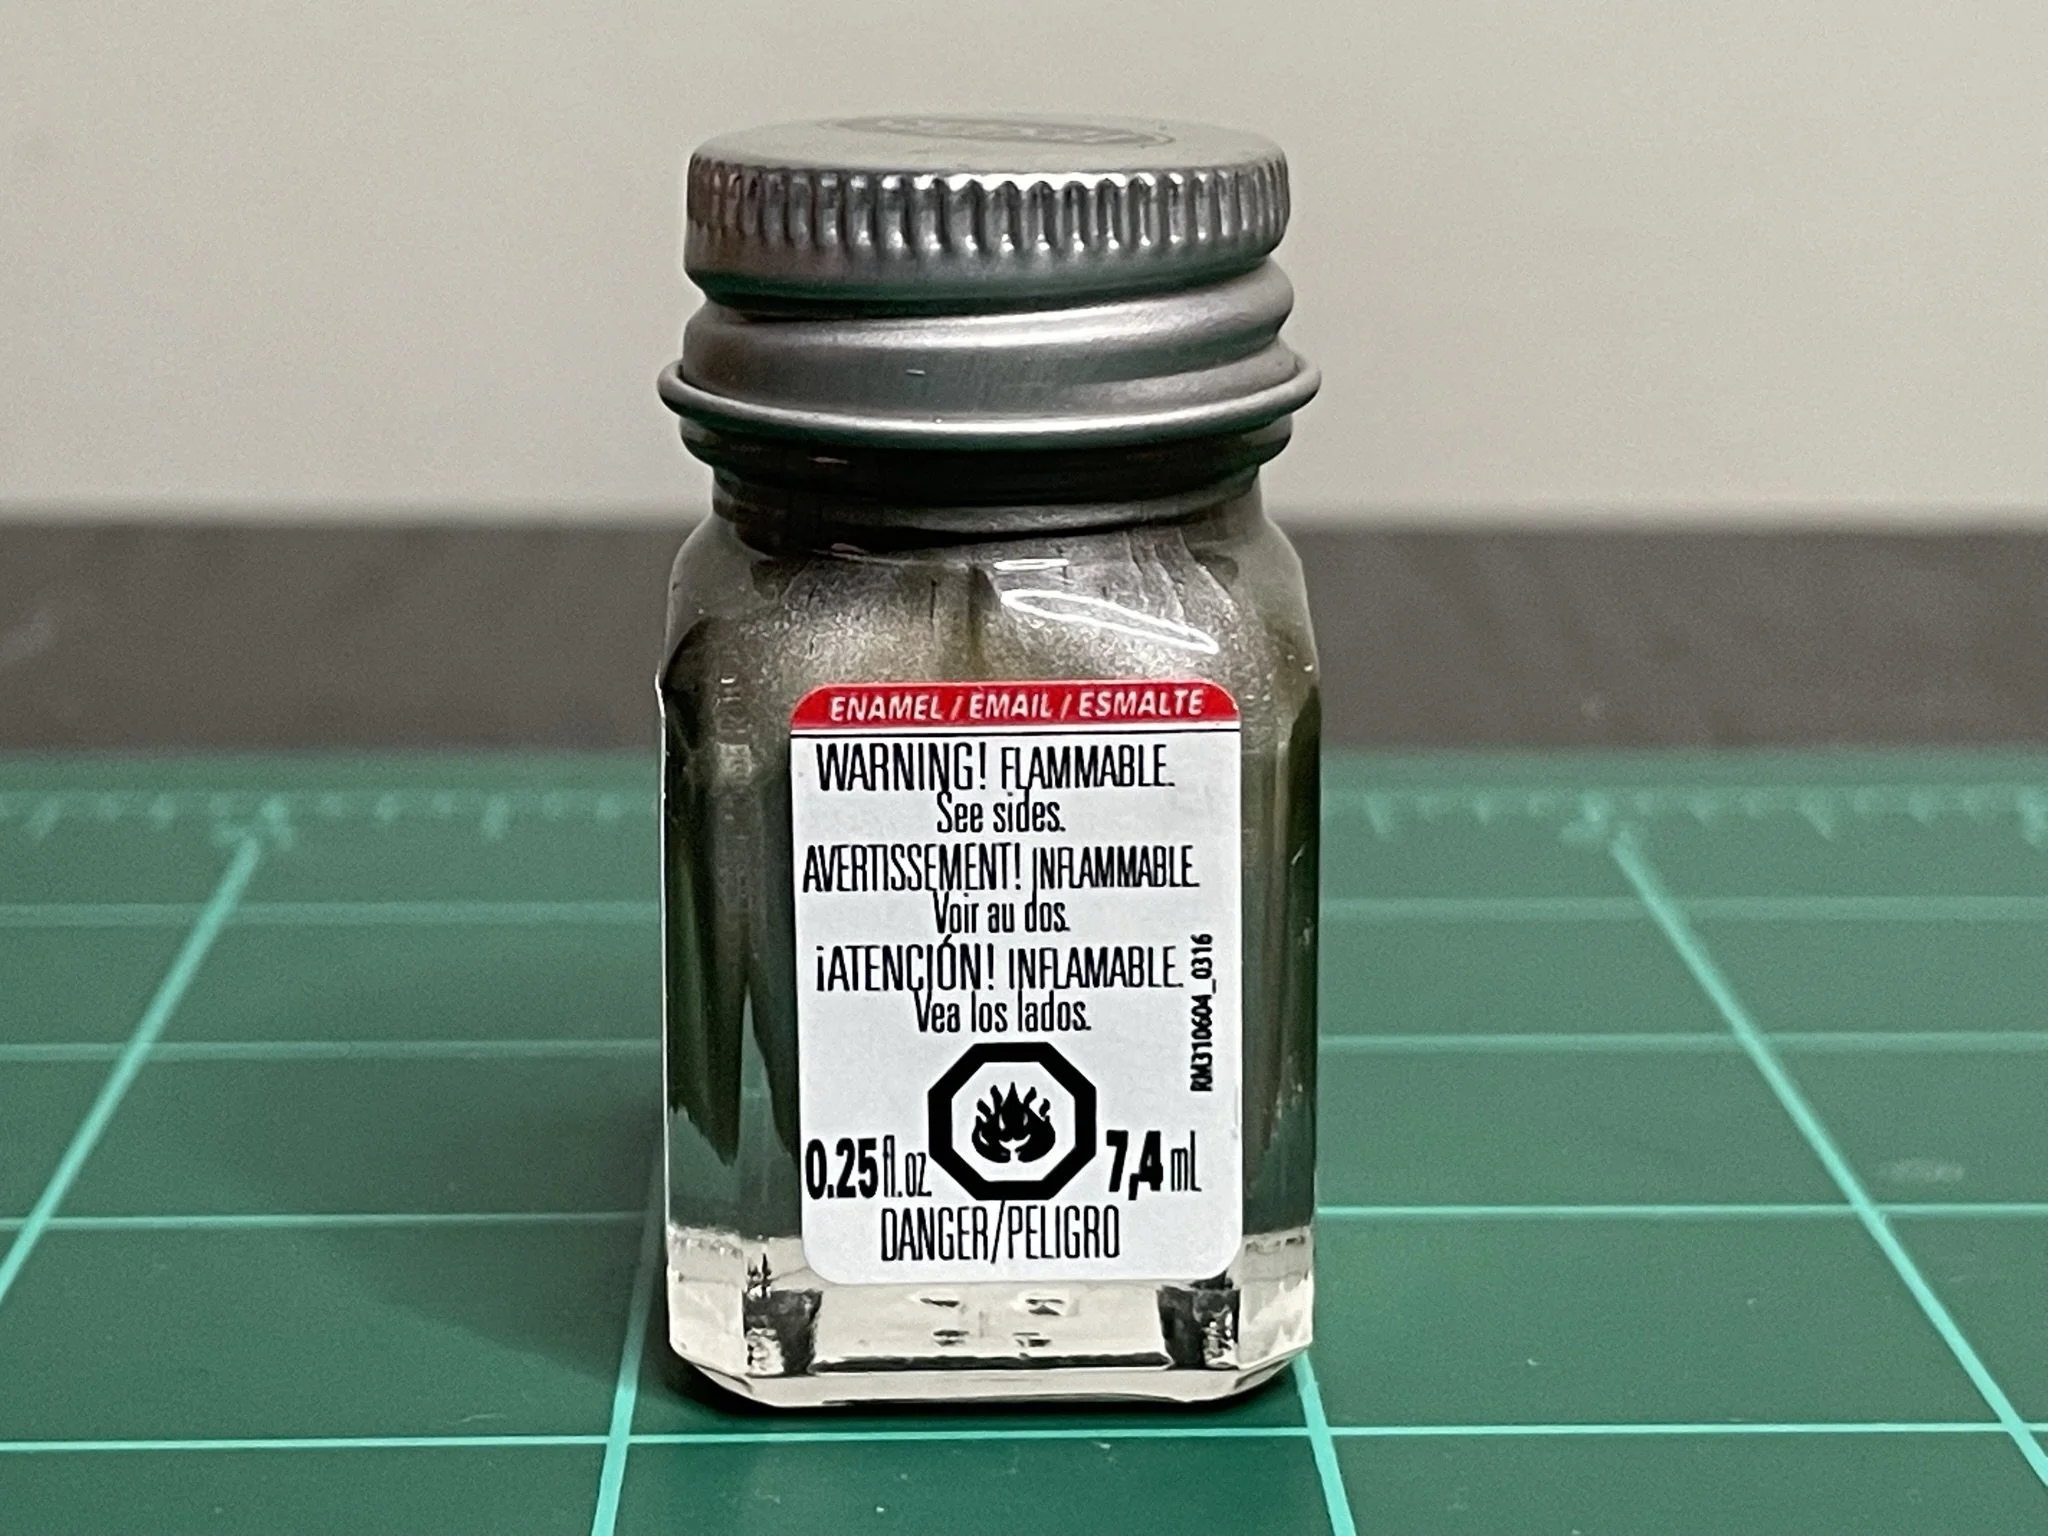 ENAMEL / ÉMAIL / ESMALTE
WARNING! FLAMMABLE.
See sides.
AVERTISSEMENT! INFLAMMABLE.
Voir au dos.
¡ATENCIÓN! INFLAMABLE.
Vea los lados.
RM310604_0316
0.25 fl.oz. 7,4 mL
DANGER/PELIGRO